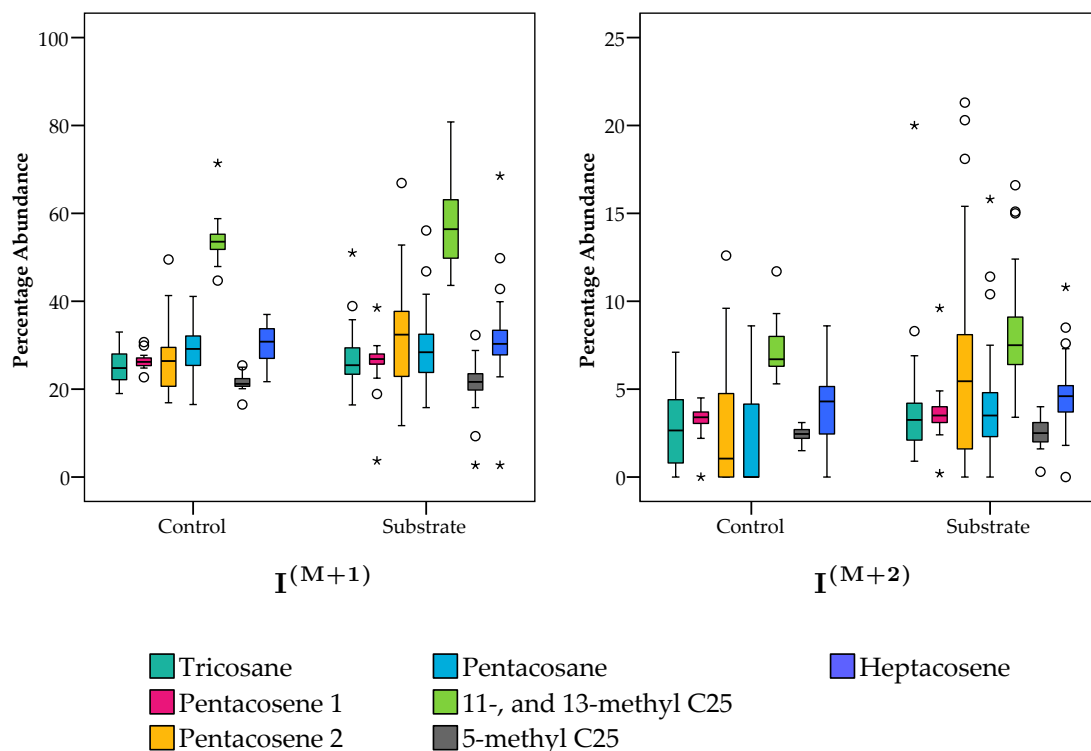 100
80
60
40
20
0
Percentage Abundance
Control
Substrate
I(M+1)
25
20
15
10
5
0
Percentage Abundance
Control
Substrate
I(M+2)
Tricosane
Pentacosane
Heptacosene
Pentacosene 1
11-, and 13-methyl C25
Pentacosene 2
5-methyl C25